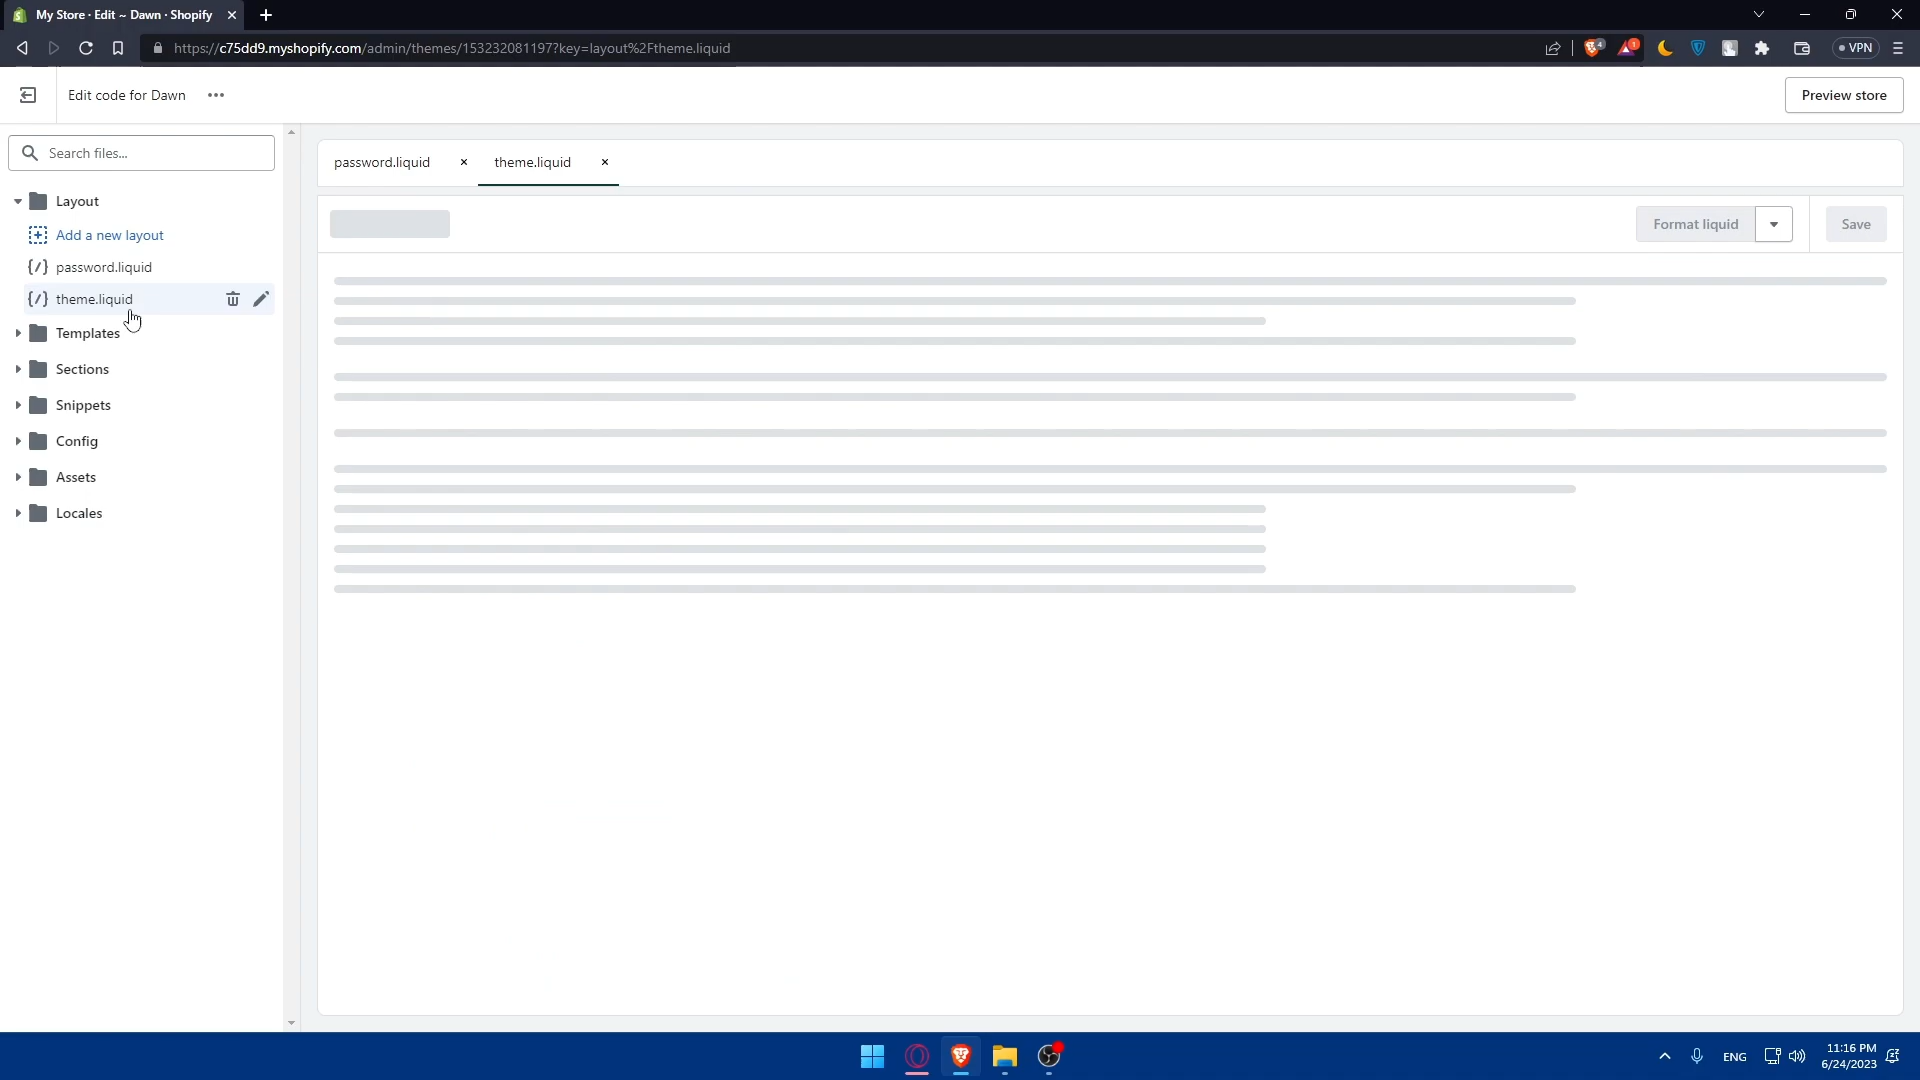 My Store · Edit ~ Dawn · Shopify
https://c75dd9.myshopify.com/admin/themes/153232081197?key=layout%2Ftheme.liquid
4
1
VPN
Edit code for Dawn
Preview store
Search files...
password.liquid
theme.liquid
Layout
Format liquid
Save
Add a new layout
password.liquid
theme.liquid
Templates
Sections
Snippets
Config
Assets
Locales
ENG
11:16 PM
6/24/2023